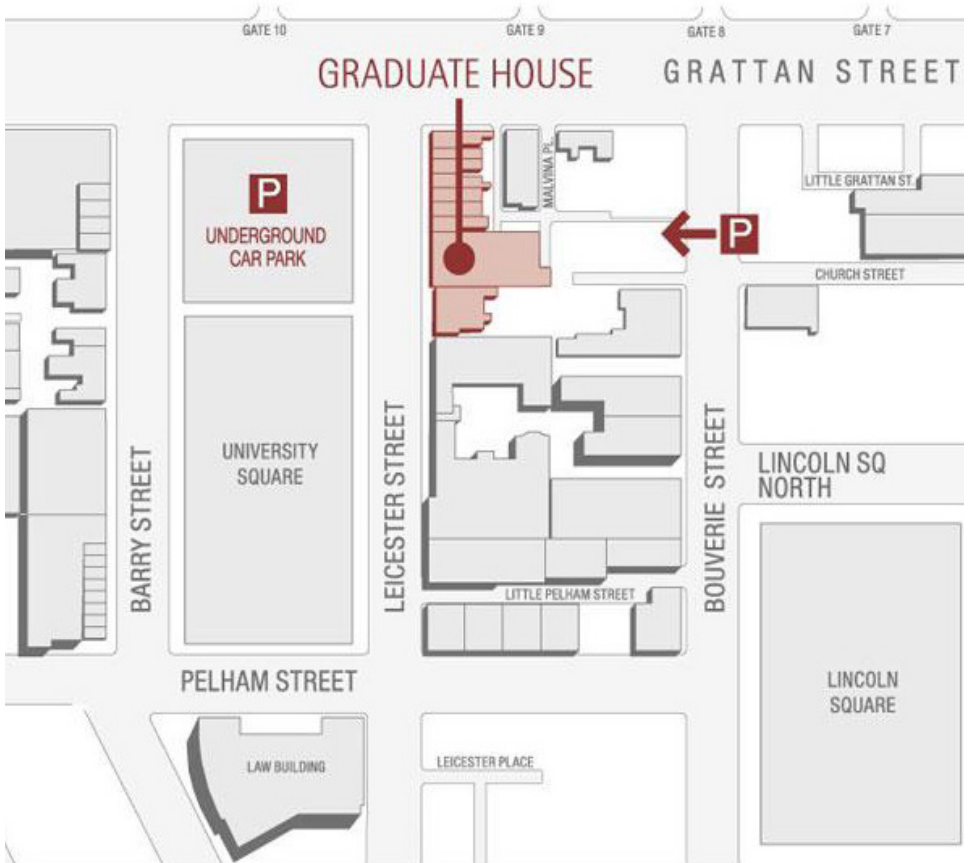 GATE 10
GATE 9
GATE 8
GATE 7
GRADUATE HOUSE
GRATTAN STREET
MALVINA PL.
LITTLE GRATTAN ST.
P
UNDERGROUND
CAR PARK
P
CHURCH STREET
UNIVERSITY
SQUARE
BARRY STREET
LEICESTER STREET
BOUVERIE STREET
LINCOLN SQ
NORTH
LITTLE PELHAM STREET
PELHAM STREET
LINCOLN
SQUARE
LAW BUILDING
LEICESTER PLACE